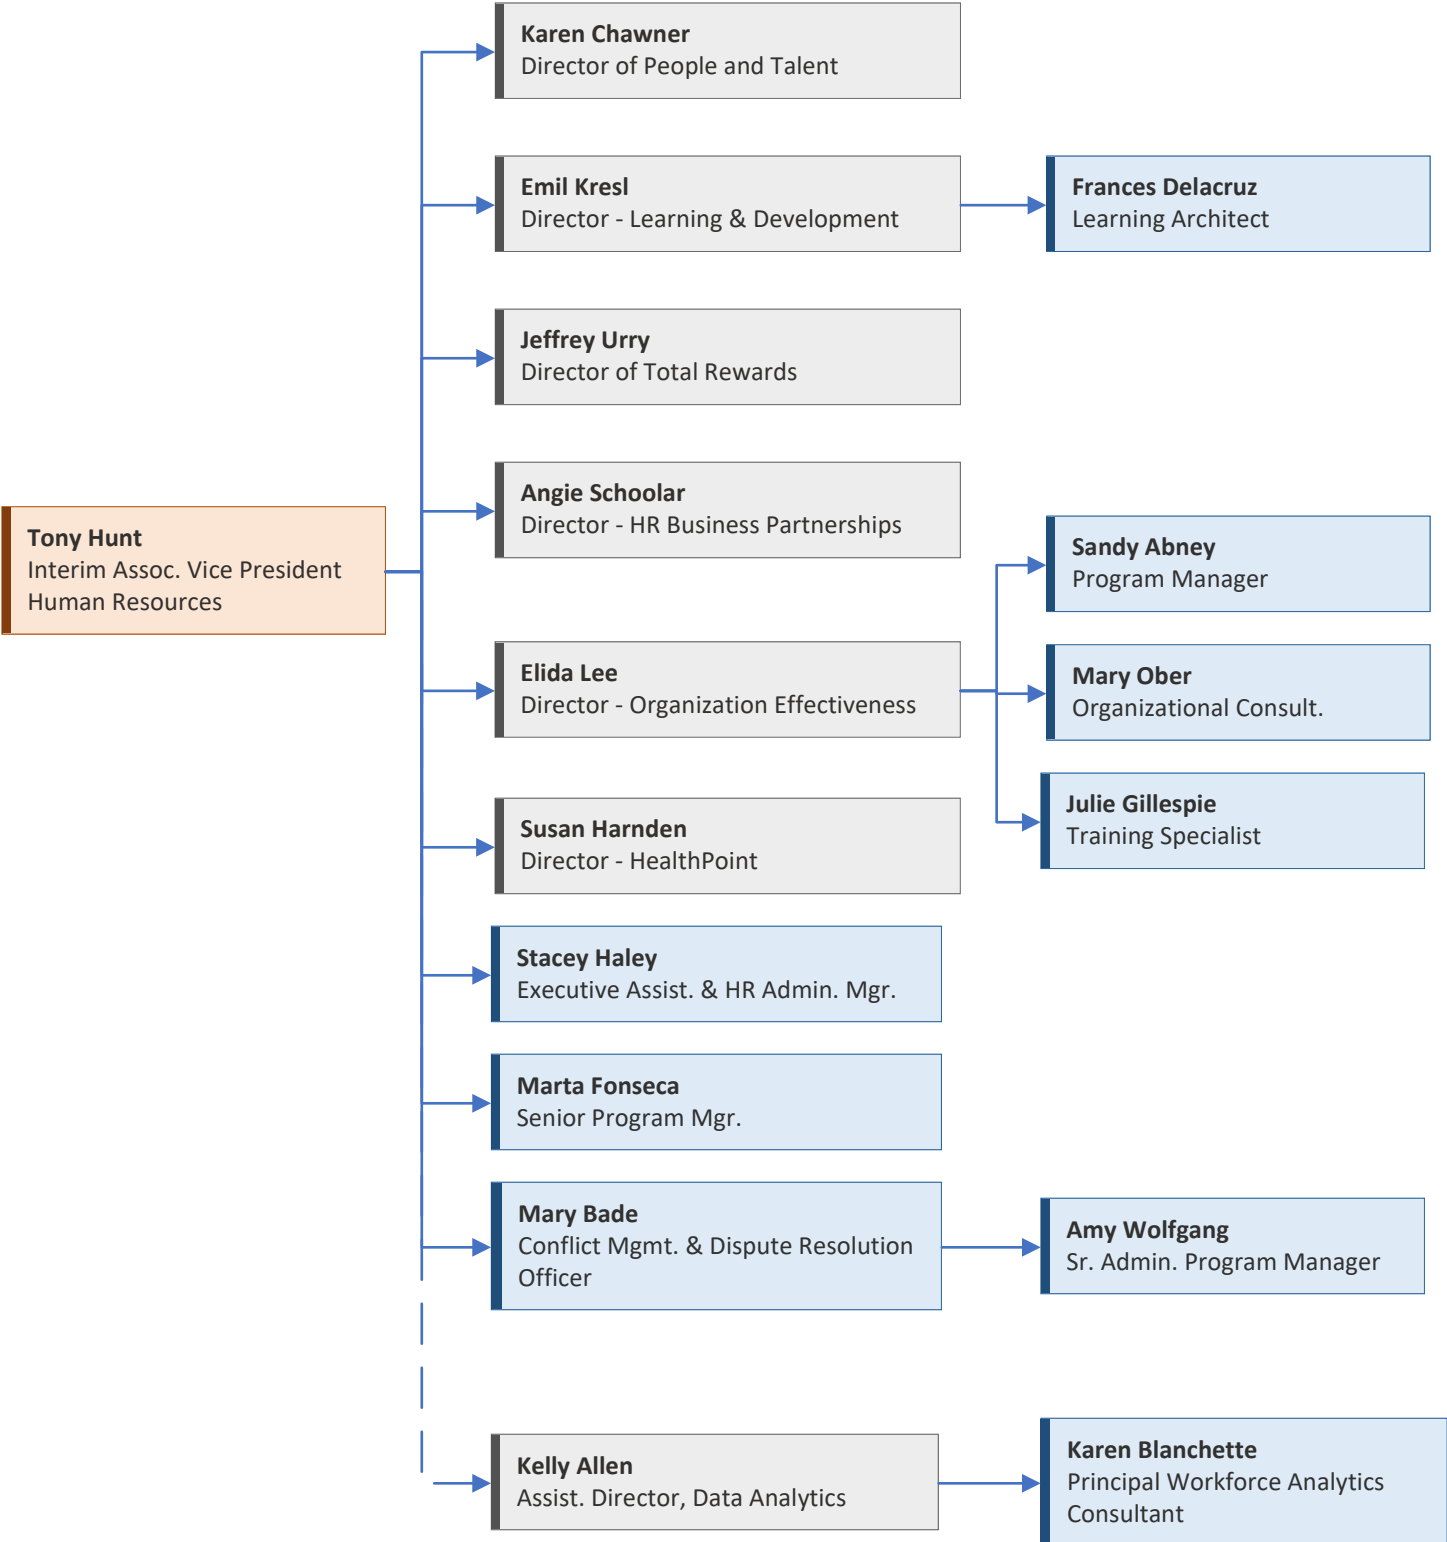 Karen Chawner
Director of People and Talent
Emil Kresl
Director - Learning & Development
Frances Delacruz
Learning Architect
Jeffrey Urry
Director of Total Rewards
Angie Schoolar
Director - HR Business Partnerships
Tony Hunt
Interim Assoc. Vice President
Human Resources
Sandy Abney
Program Manager
Elida Lee
Director - Organization Effectiveness
Mary Ober
Organizational Consult.
Julie Gillespie
Training Specialist
Susan Harnden
Director - HealthPoint
Stacey Haley
Executive Assist. & HR Admin. Mgr.
Marta Fonseca
Senior Program Mgr.
Mary Bade
Conflict Mgmt. & Dispute Resolution
Officer
Amy Wolfgang
Sr. Admin. Program Manager
Kelly Allen
Assist. Director, Data Analytics
Karen Blanchette
Principal Workforce Analytics
Consultant